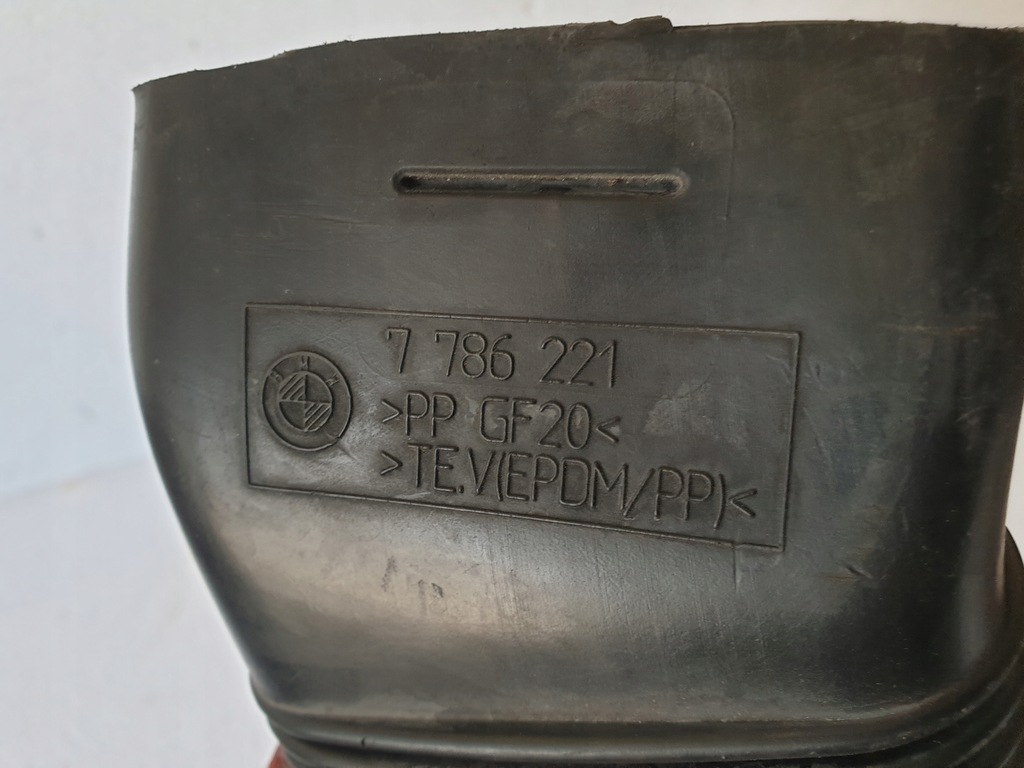 7 786 221
>PP GF20<
>TE.V(EPDM/PP)<